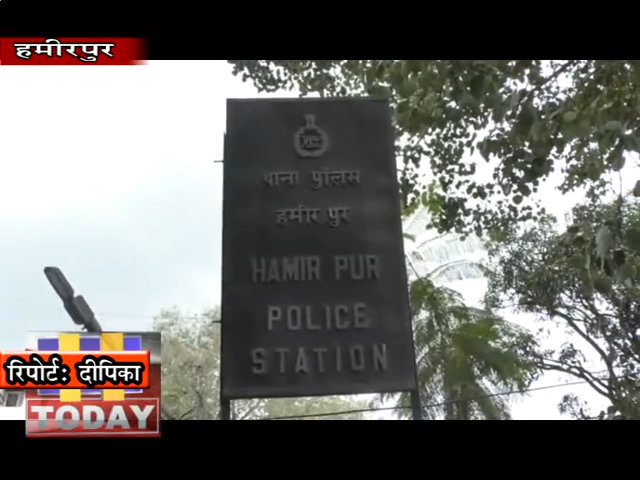 हमीरपुर
थाना पुलिस
हमीर पुर
HAMIR PUR
POLICE
STATION
रिपोर्ट: दीपिका
TODAY